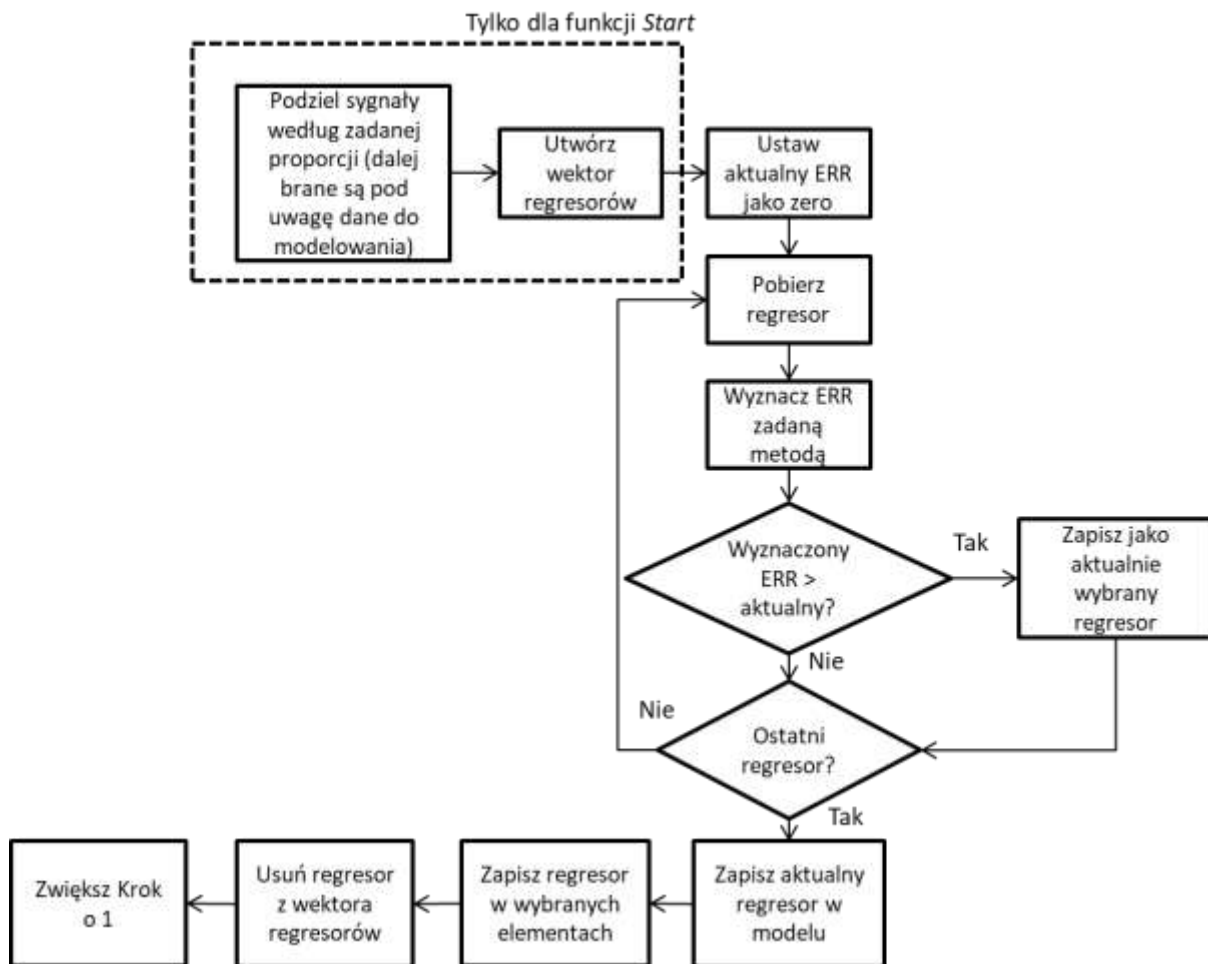 Tylko dla funkcji Start
Podziel sygnały
według zadanej
proporcji (dalej
brane są pod
uwagę dane do
modelowania)
Utwórz
wektor
regresorów
Ustaw
aktualny ERR
jako zero
Pobierz
regresor
Wyznacz ERR
zadaną
metodą
Wyznaczony
ERR >
aktualny?
Tak
Zapisz jako
aktualnie
wybrany
regresor
Nie
Nie
Ostatni
regresor?
Tak
Zapisz aktualny
regresor w
modelu
Zapisz regresor
w wybranych
elementach
Usuń regresor
z wektora
regresorów
Zwiększ Krok
o 1